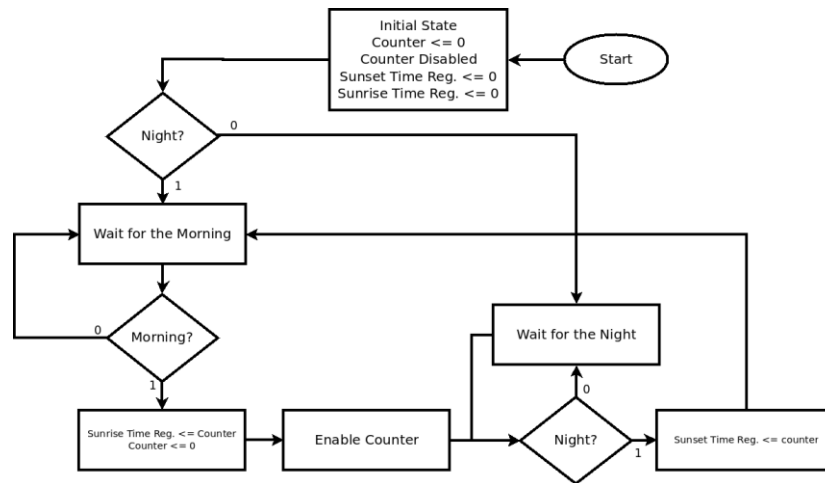 Initial State
Counter <= 0
Counter Disabled
Sunset Time Reg. <= 0
Sunrise Time Reg. <= 0
Start
Night?
0
1
Wait for the Morning
Morning?
0
1
Wait for the Night
Sunrise Time Reg. <= Counter
Counter <= 0
Enable Counter
Night?
0
1
Sunset Time Reg. <= counter